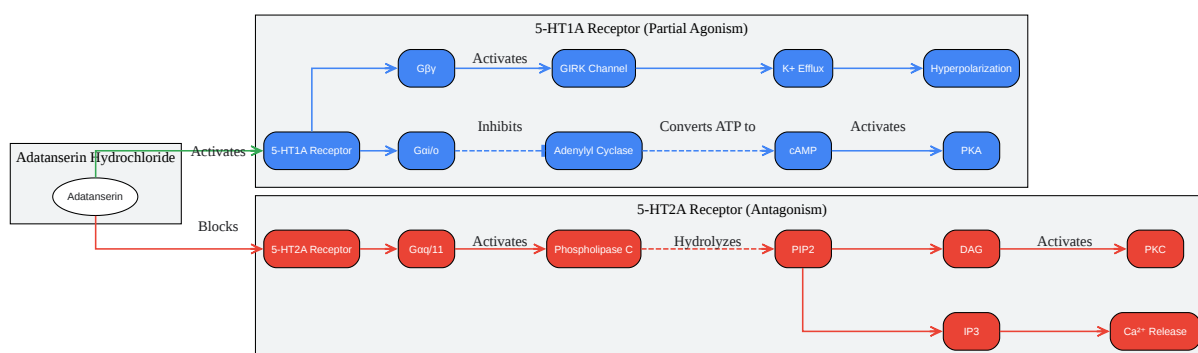 5-HT1A Receptor (Partial Agonism)
Gβγ
Activates
GIRK Channel
K+ Efflux
Hyperpolarization
Adatanserin Hydrochloride
Adatanserin
Activates
5-HT1A Receptor
Gαi/o
Inhibits
Adenylyl Cyclase
Converts ATP to
cAMP
Activates
PKA
5-HT2A Receptor (Antagonism)
Blocks
5-HT2A Receptor
Gαq/11
Activates
Phospholipase C
Hydrolyzes
PIP2
DAG
Activates
PKC
IP3
Ca²⁺ Release